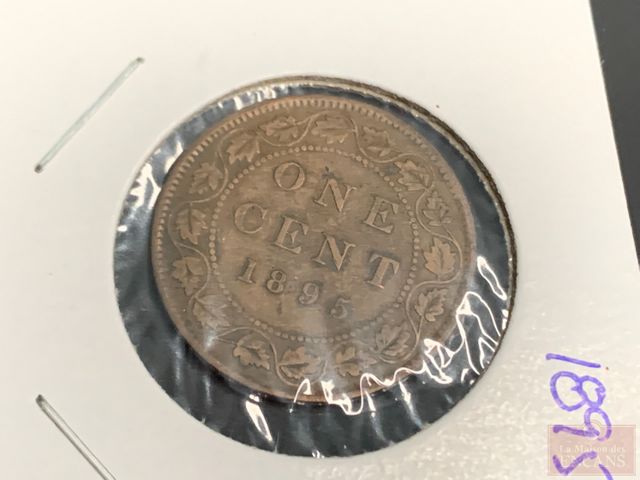 ONE
CENT
1895
1895
La Maison des
ENCANS